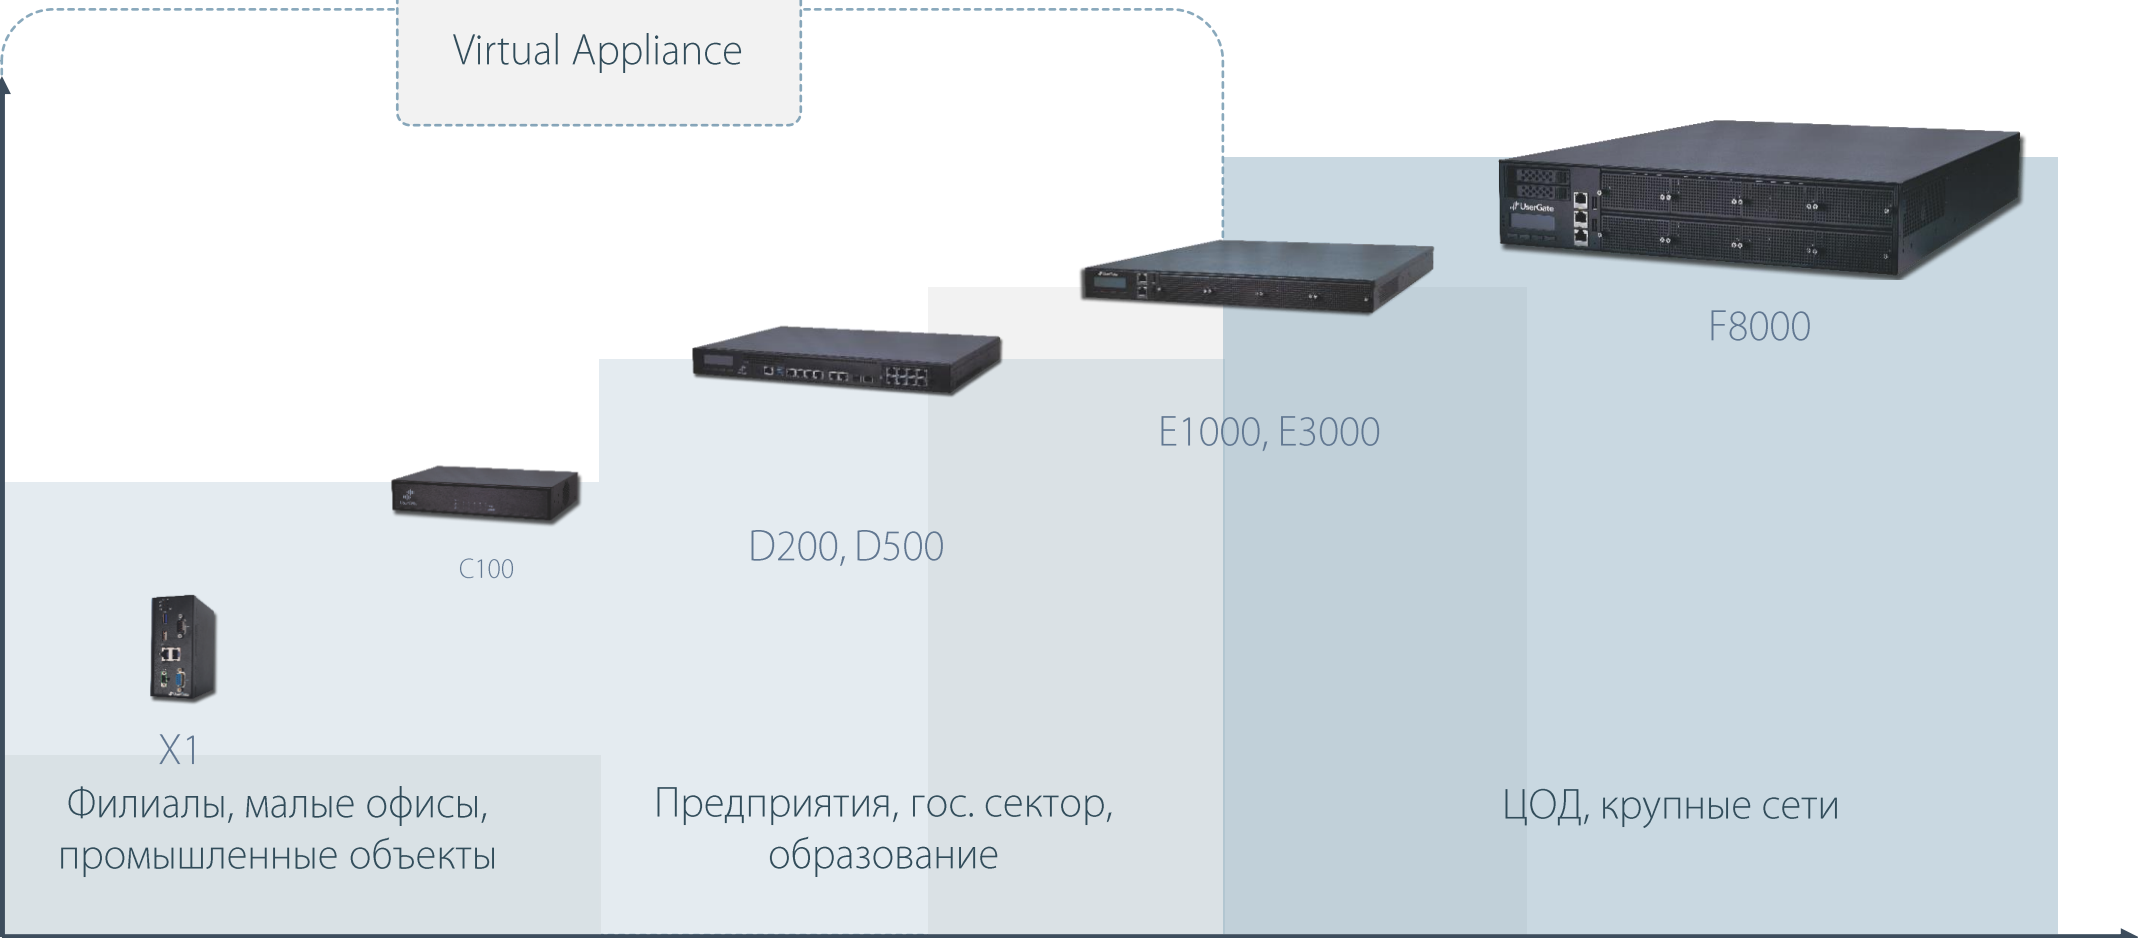 Virtual Appliance
UserGate
F8000
E1000, E3000
D200, D500
C100
X1
Филиалы, малые офисы,
промышленные объекты
Предприятия, гос. сектор,
образование
ЦОД, крупные сети